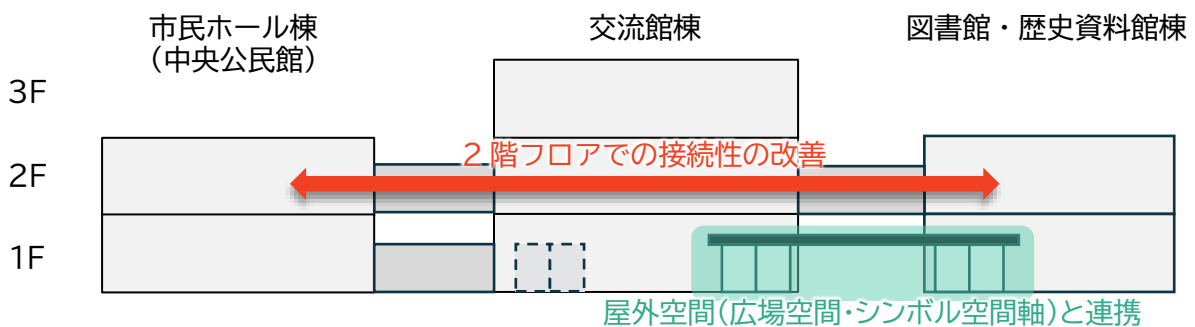 市民ホール棟
（中央公民館）
交流館棟
図書館・歴史資料館棟
3F
2階フロアでの接続性の改善
2F
1F
屋外空間（広場空間・シンボル空間軸）と連携